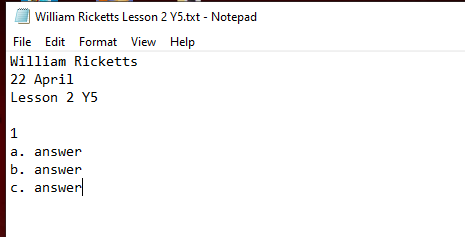 William Ricketts Lesson 2 Y5.txt - Notepad
File Edit Format View Help
William Ricketts
22 April
Lesson 2 Y5

1
a. answer
b. answer
c. answer